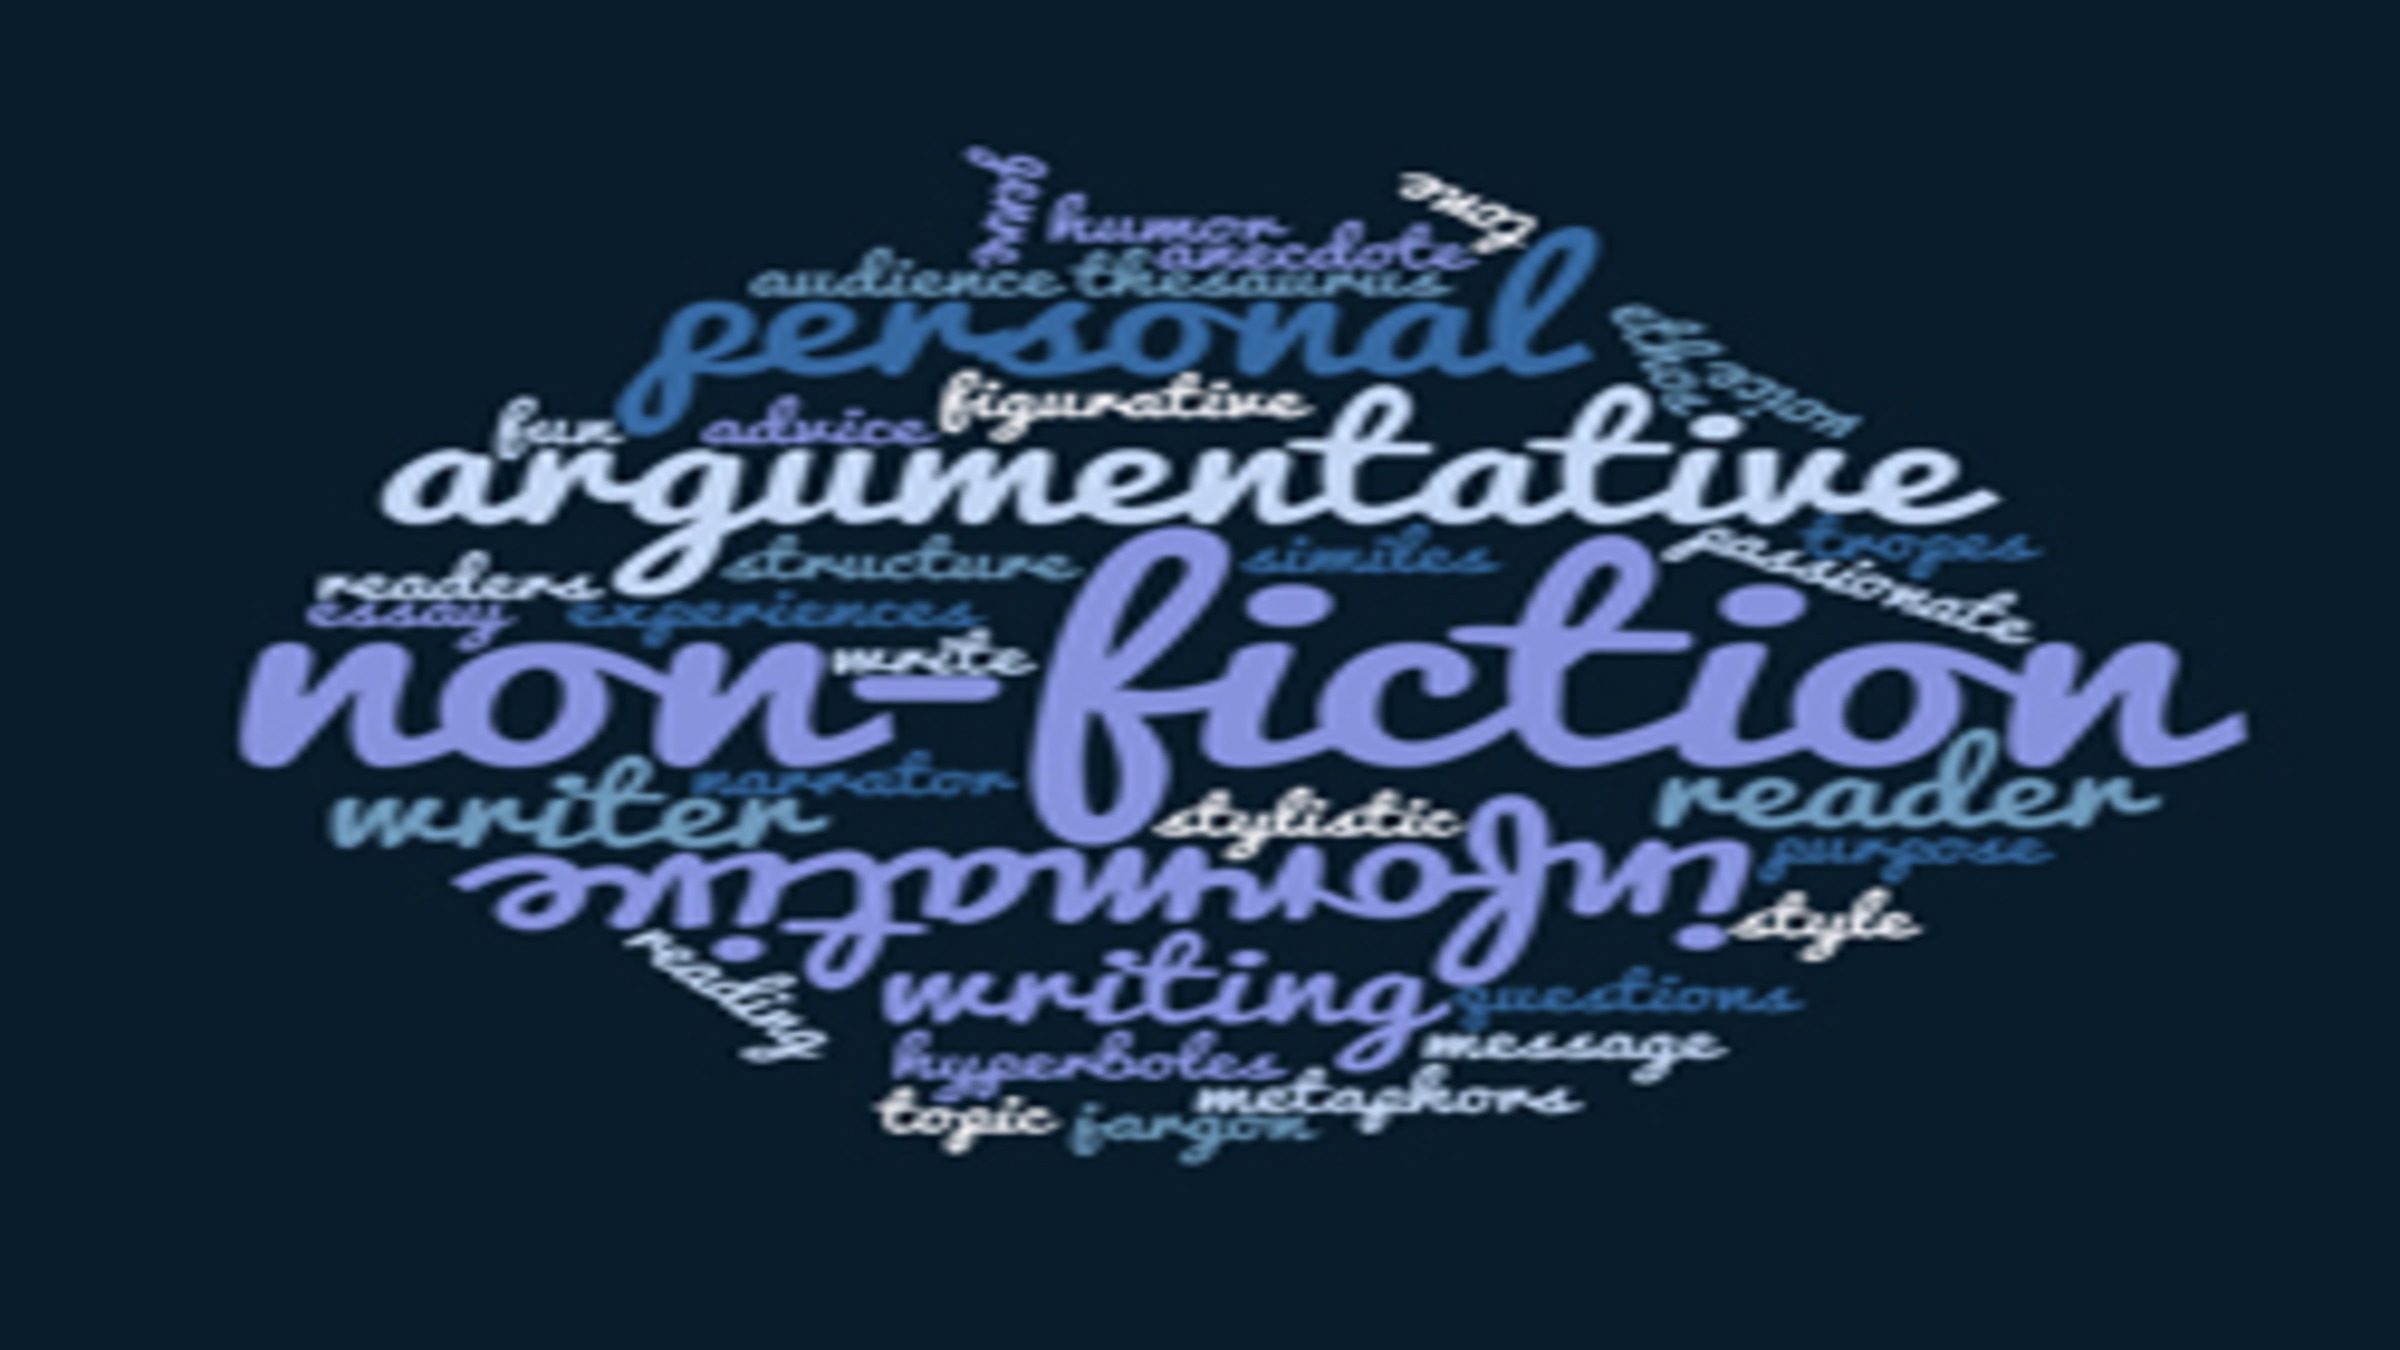 genre
humor
tone
anecdote
audience thesaurus
personal
ethos
voice
figurative
fun advice
argumentative
structure similes
tropes
passionate
readers
essay experiences
write
non-fiction
narrator
writer
reader
stylistic
purpose
informative
style
reading
writing
questions
hyperboles
message
metaphors
topic jargon